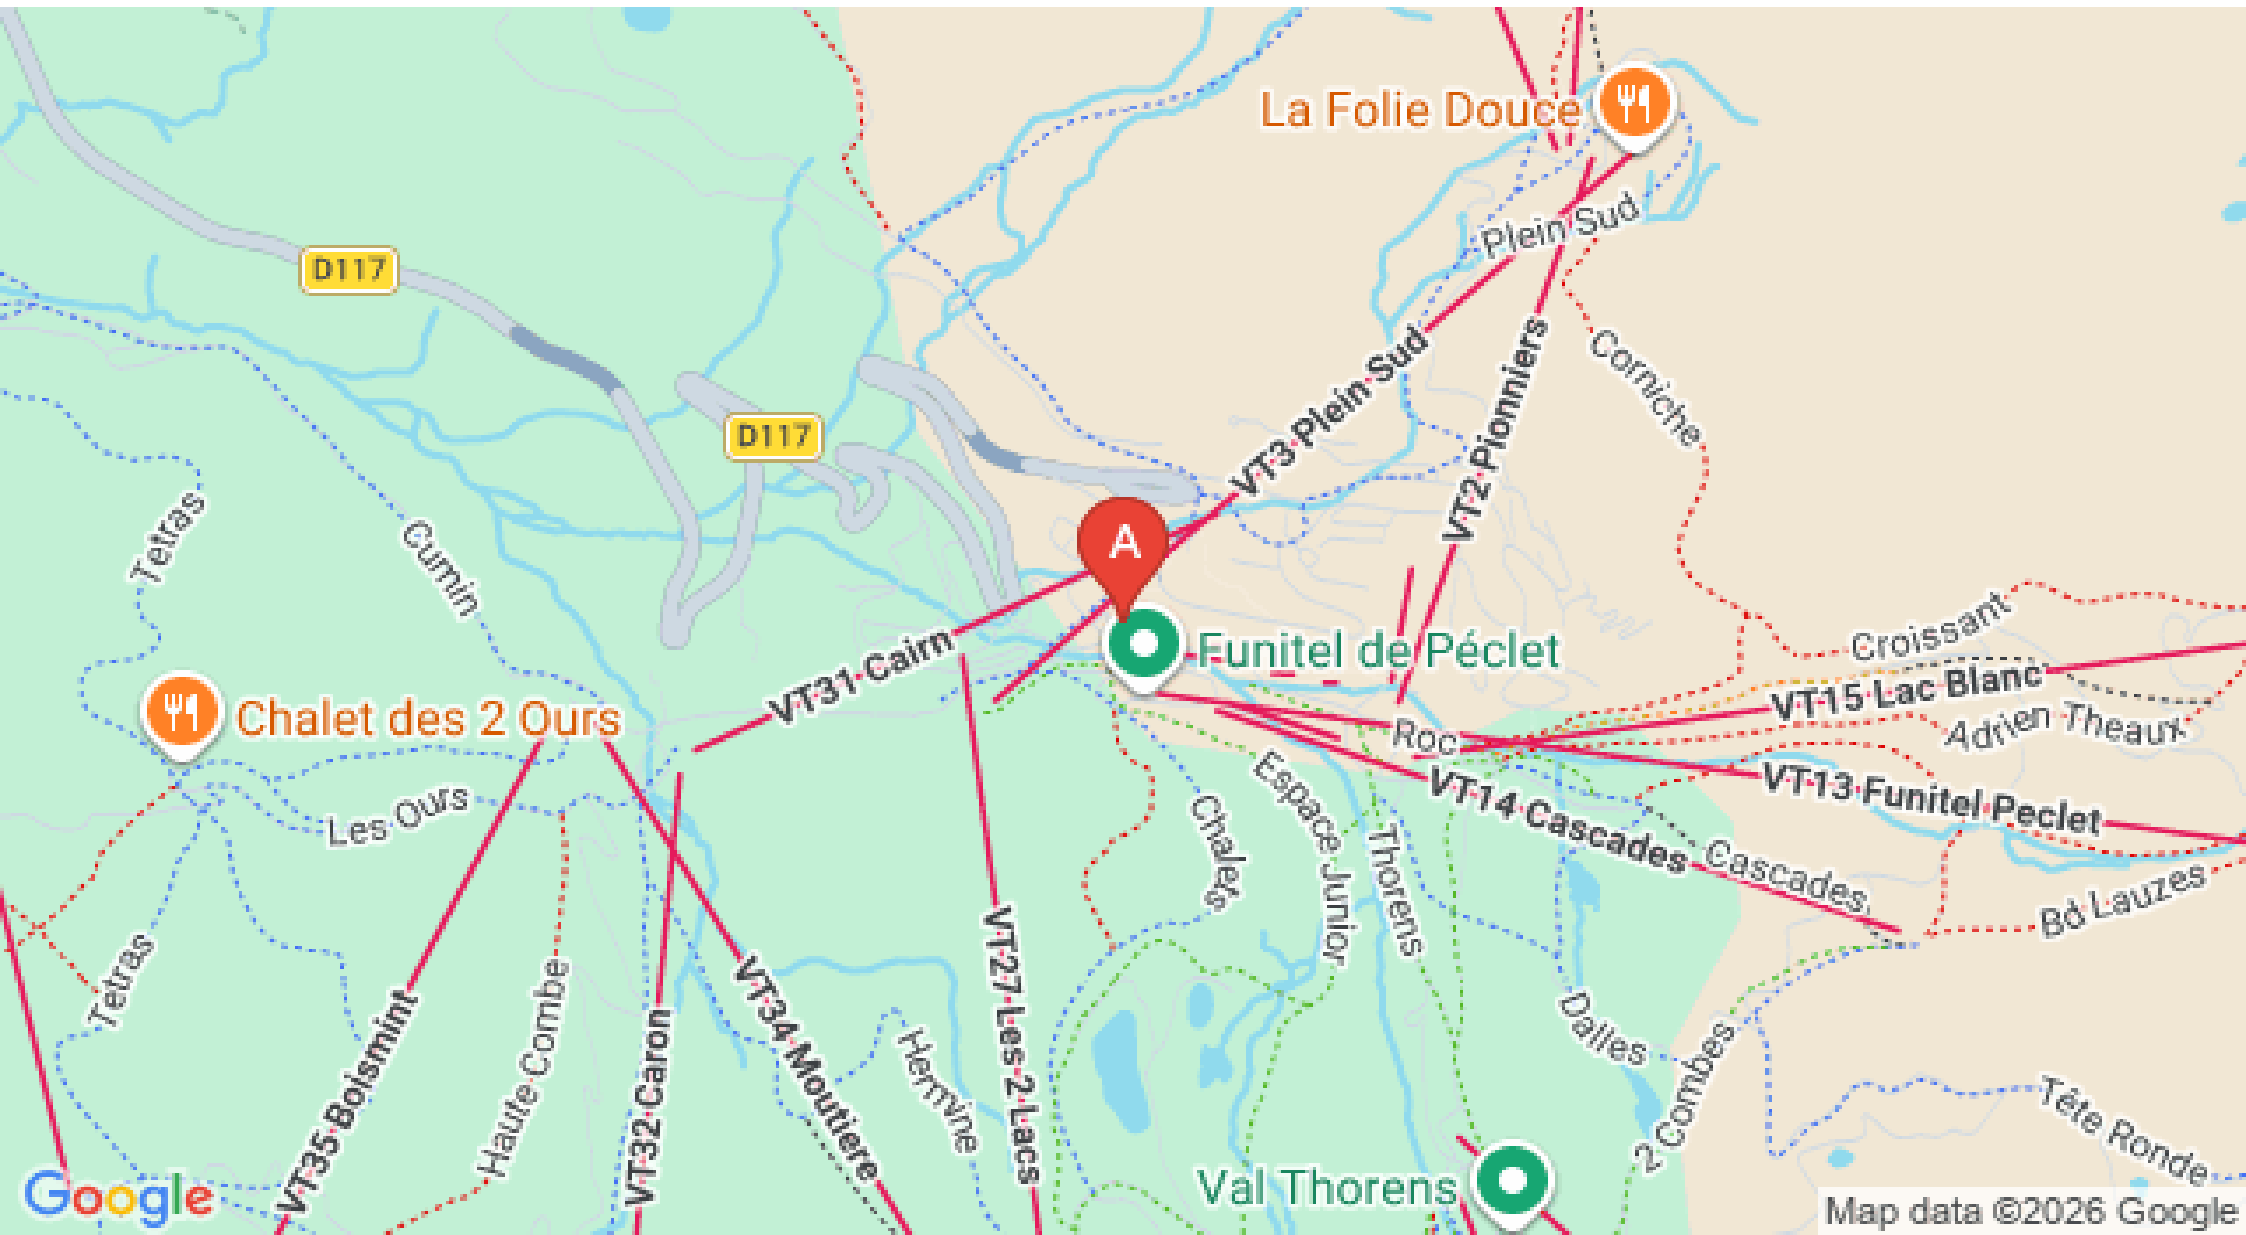 La Folie Douce
Plein Sud
D117
Corniche
VT3 Plein Sud
VT2 Pionniers
D117
Tétras
Cumin
A
Funitel de Péclet
Croissant
VT31 Cairn
VT15 Lac Blanc
Adrien Theaux
Chalet des 2 Ours
Roc
VT13 Funitel Peclet
VT14 Cascades
Cascades
Les Ours
Espace Junior
Thorens
Chalets
Bd Lauzes
Tétras
Haute Combe
VT35 Boismint
VT32 Caron
VT34 Moutiere
Hermine
VT27 Les 2 Lacs
Dalles
2 Combes
Tête Ronde
Val Thorens
Google
Map data ©2026 Google